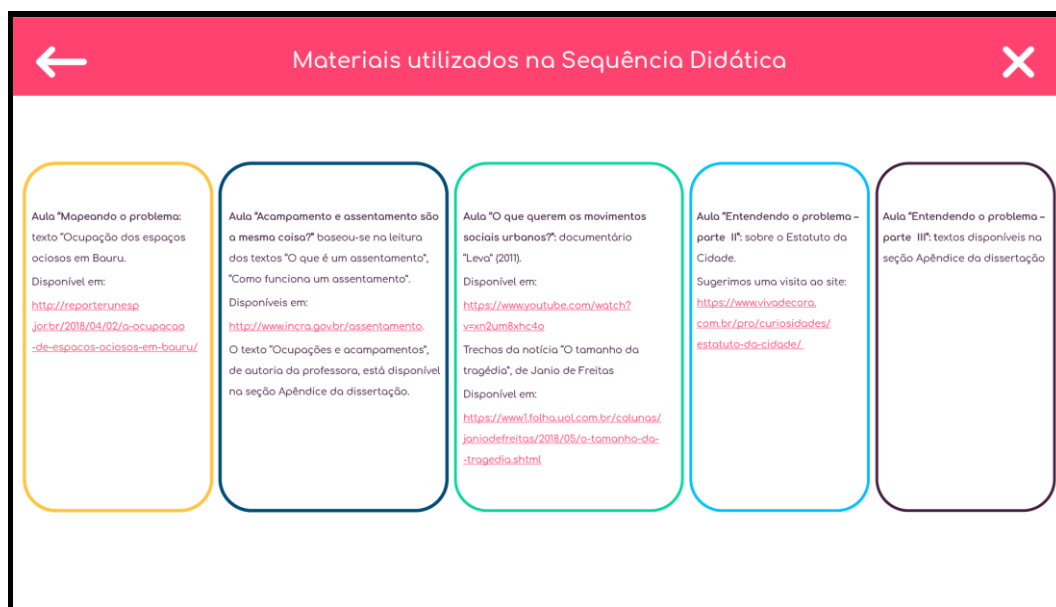 Materiais utilizados na Sequência Didática
Aula "Mapeando o problema:
texto "Ocupação dos espaços
ociosos em Bauru.
Disponível em:
http://reporterunesp
.jor.br/2018/04/02/a-ocupacao
-de-espacos-ociosos-em-bauru/
Aula "Acampamento e assentamento são
a mesma coisa?" baseou-se na leitura
dos textos "O que é um assentamento",
"Como funciona um assentamento".
Disponíveis em:
http://www.incra.gov.br/assentamento.
O texto "Ocupações e acampamentos",
de autoria da professora, está disponível
na seção Apêndice da dissertação.
Aula "O que querem os movimentos
sociais urbanos?": documentário
"Leva" (2011).
Disponível em:
https://www.youtube.com/watch?
v=xn2um8xhc4o
Trechos da notícia "O tamanho da
tragédia", de Janio de Freitas
Disponível em:
https://www1.folha.uol.com.br/colunas/
janiodefreitas/2018/05/o-tamanho-da-
-tragedia.shtml
Aula "Entendendo o problema –
parte II": sobre o Estatuto da
Cidade.
Sugerimos uma visita ao site:
https://www.vivadecora.
com.br/pro/curiosidades/
estatuto-da-cidade/
Aula "Entendendo o problema –
parte III": textos disponíveis na
seção Apêndice da dissertação